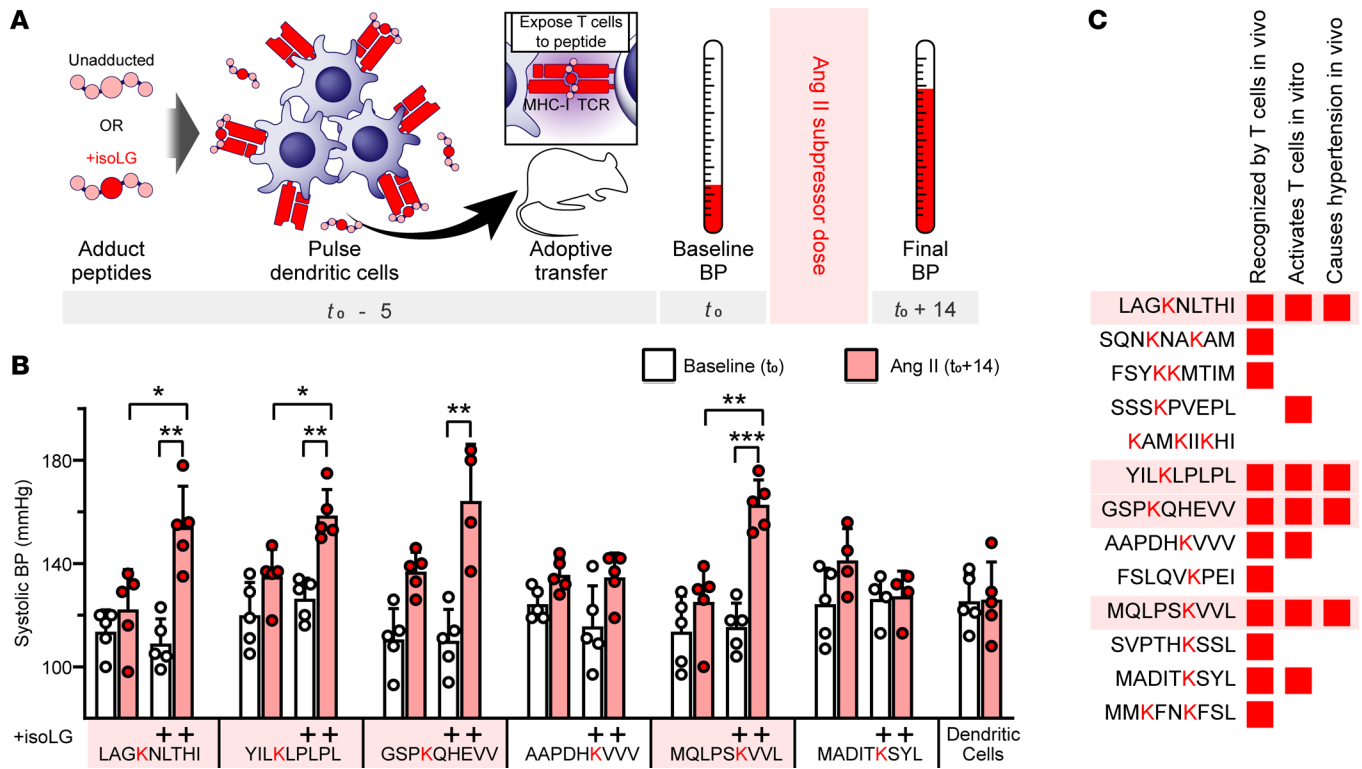 A
Unadducted
OR
+isoLG
Adduct
peptides
Pulse
dendritic cells
Expose T cells
to peptide
MHC-I TCR
Adoptive
transfer
Baseline
BP
Ang II subpressor dose
Final
BP
t₀ - 5
t₀
t₀ + 14
B
Baseline (t₀)
Ang II (t₀+14)
Systolic BP (mmHg)
180
140
100
* ** * ** ** ** ***
+isoLG + + + + + + + + + + + +
LAGKNLTHI YILKLPLPL GSPKQHEVV AAPDHKVVV MQLPSKVVL MADITKSYL Dendritic
Cells
C
Recognized by T cells in vivo
Activates T cells in vitro
Causes hypertension in vivo
LAGKNLTHI
SQNKNAKAM
FSYKKMTIM
SSSKPVEPL
KAMKIIKHI
YILKLPLPL
GSPKQHEVV
AAPDHKVVV
FSLQVKPEI
MQLPSKVVL
SVPTHKSSL
MADITKSYL
MMKFNKFSL